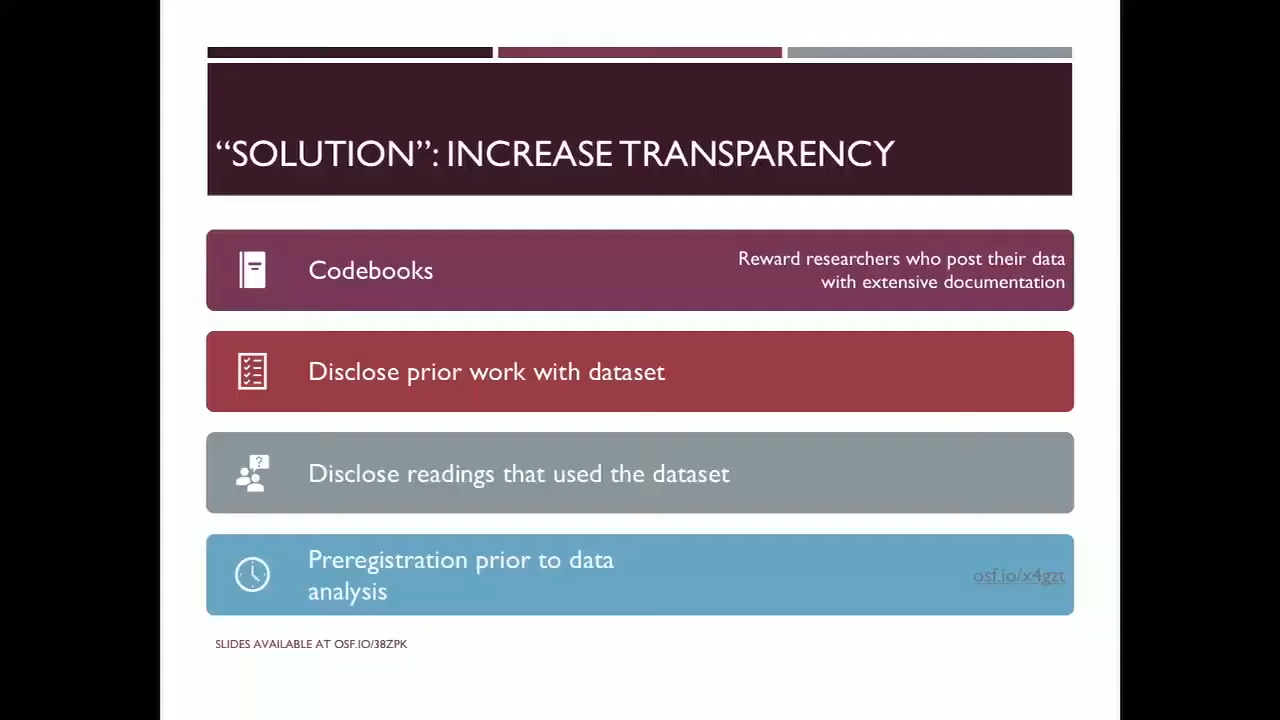 “SOLUTION”: INCREASE TRANSPARENCY
Codebooks
Reward researchers who post their data
with extensive documentation
Disclose prior work with dataset
?
Disclose readings that used the dataset
Preregistration prior to data
analysis
osf.io/x4gzt
SLIDES AVAILABLE AT OSF.IO/38ZPK